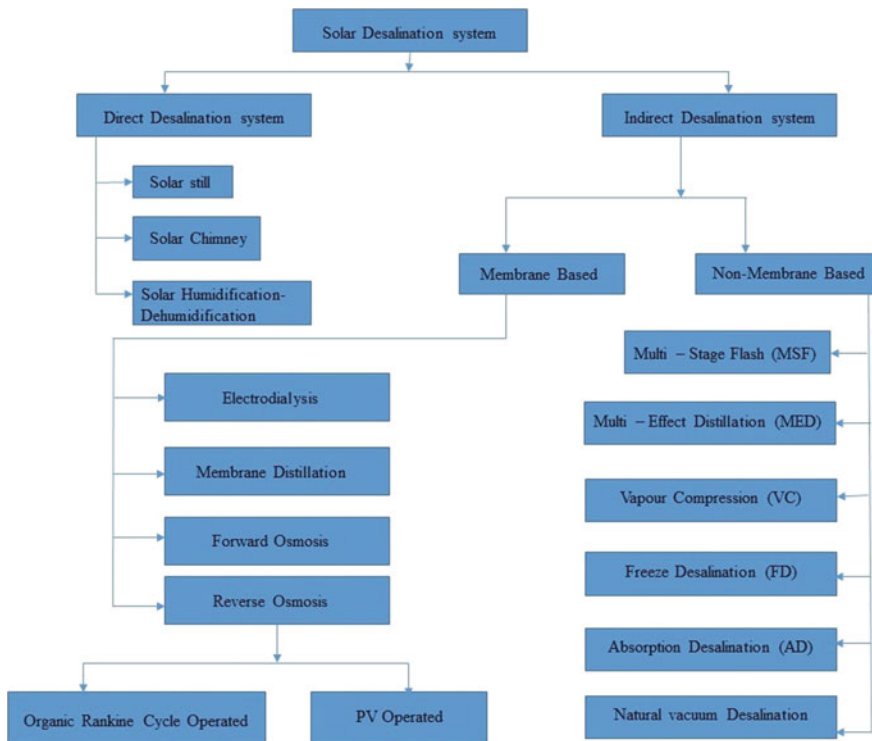 Solar Desalination system
Direct Desalination system
Indirect Desalination system
Solar still
Solar Chimney
Solar Humidification-
Dehumidification
Membrane Based
Non-Membrane Based
Electrodialysis
Membrane Distillation
Forward Osmosis
Reverse Osmosis
Organic Rankine Cycle Operated
PV Operated
Multi – Stage Flash (MSF)
Multi – Effect Distillation (MED)
Vapour Compression (VC)
Freeze Desalination (FD)
Absorption Desalination (AD)
Natural vacuum Desalination